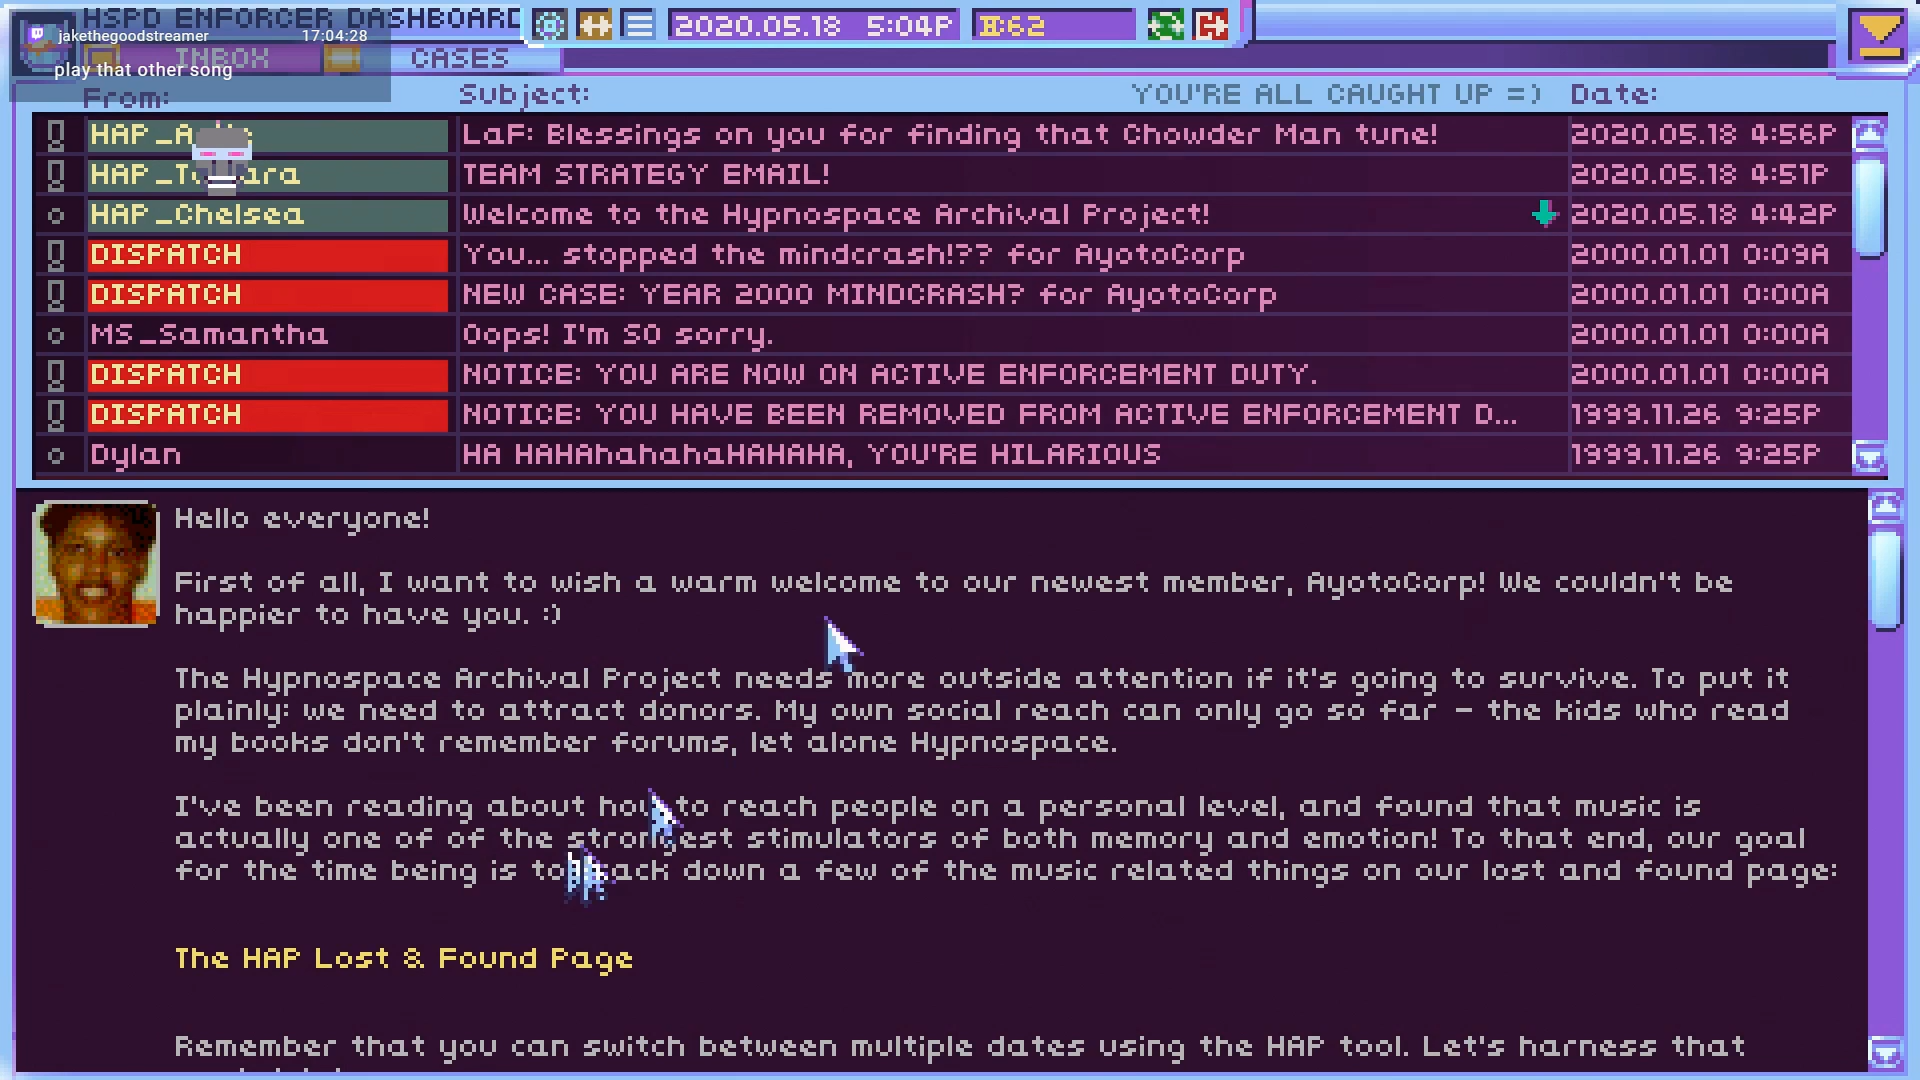 HSPD ENFORCER DASHBOARD
2020.05.18 5:04P
62
jakethegoodstreamer 17:04:28
play that other song
INBOX
CASES
From: Subject: YOU'RE ALL CAUGHT UP =) Date:
LaF: Blessings on you for finding that Chowder Man tune! 2020.05.18 4:56P
TEAM STRATEGY EMAIL! 2020.05.18 4:51P
HAP_Chelsea Welcome to the Hypnospace Archival Project! 2020.05.18 4:42P
DISPATCH You... stopped the mindcrash!?? for AyotoCorp 2000.01.01 0:09A
DISPATCH NEW CASE: YEAR 2000 MINDCRASH? for AyotoCorp 2000.01.01 0:00A
MS_Samantha Oops! I'm SO sorry. 2000.01.01 0:00A
DISPATCH NOTICE: YOU ARE NOW ON ACTIVE ENFORCEMENT DUTY. 2000.01.01 0:00A
DISPATCH NOTICE: YOU HAVE BEEN REMOVED FROM ACTIVE ENFORCEMENT D... 1999.11.26 9:25P
Dylan HA HAHAhahahaHAHAHA, YOU'RE HILARIOUS 1999.11.26 9:25P
Hello everyone!
First of all, I want to wish a warm welcome to our newest member, AyotoCorp! We couldn't be
happier to have you. :)
The Hypnospace Archival Project needs more outside attention if it's going to survive. To put it
plainly: we need to attract donors. My own social reach can only go so far - the kids who read
my books don't remember forums, let alone Hypnospace.
I've been reading about how to reach people on a personal level, and found that music is
actually one of of the strongest stimulators of both memory and emotion! To that end, our goal
for the time being is to track down a few of the music related things on our lost and found page:
The HAP Lost & Found Page
Remember that you can switch between multiple dates using the HAP tool. Let's harness that